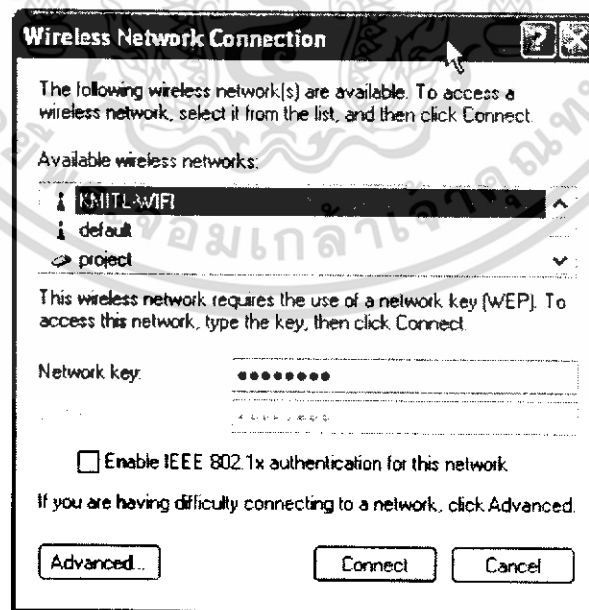 Wireless Network Connection
The following wireless network(s) are available. To access a
wireless network, select it from the list, and then click Connect.
Available wireless networks:
KMITL-WIFI
default
project
This wireless network requires the use of a network key (WEP). To
access this network, type the key, then click Connect.
Network key:
Enable IEEE 802.1x authentication for this network
If you are having difficulty connecting to a network, click Advanced.
Advanced...
Connect
Cancel